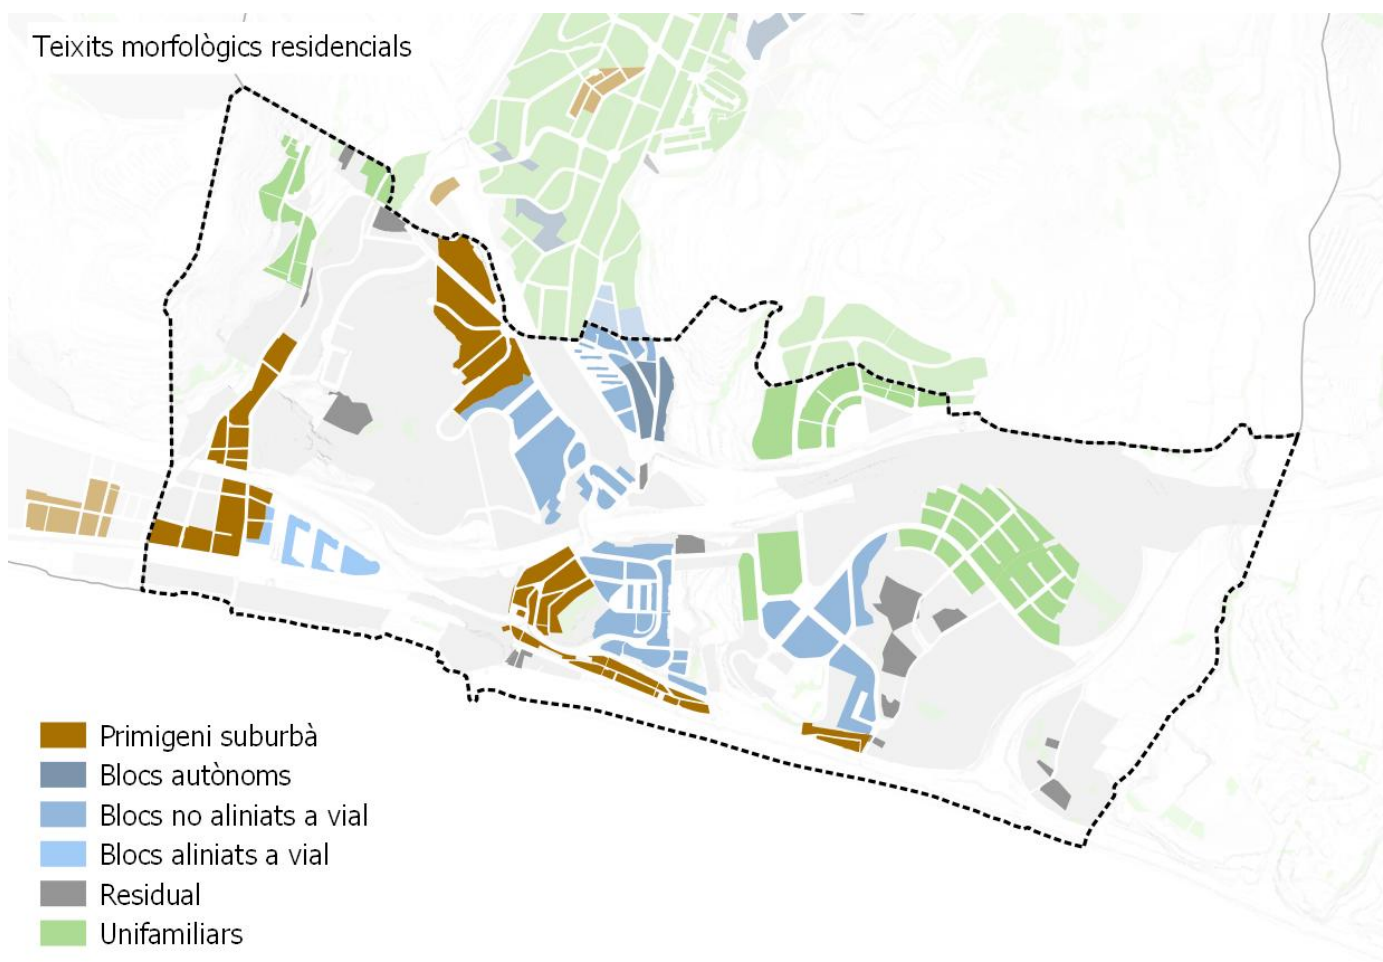 Teixits morfològics residencials
Primigeni suburbà
Blocs autònoms
Blocs no aliniats a vial
Blocs aliniats a vial
Residual
Unifamiliars